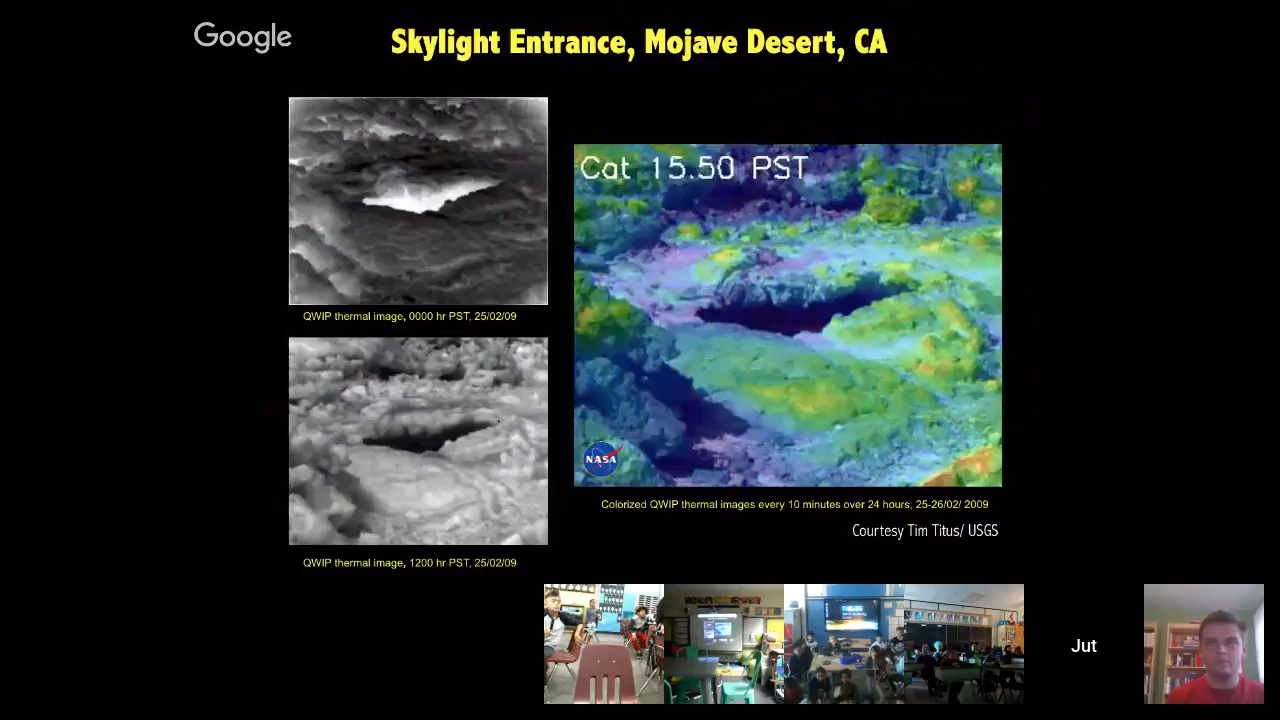 Google
Skylight Entrance, Mojave Desert, CA
QWIP thermal image, 0000 hr PST, 25/02/09
Cat 15.50 PST
NASA
QWIP thermal image, 1200 hr PST, 25/02/09
Colorized QWIP thermal images every 10 minutes over 24 hours, 25-26/02/ 2009
Courtesy Tim Titus/ USGS
Jut